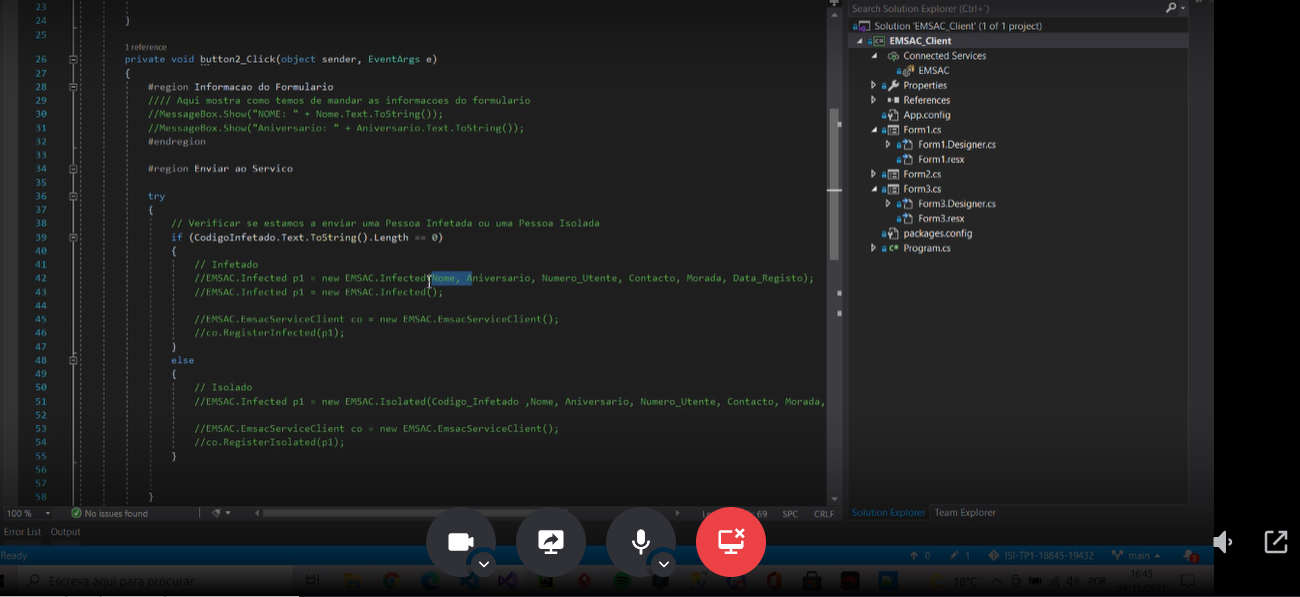 23
24 }
25
1 reference
26 private void button2_Click(object sender, EventArgs e)
27 {
28 #region Informacao do Formulario
29 //// Aqui mostra como temos de mandar as informacoes do formulario
30 //MessageBox.Show("NOME: " + Nome.Text.ToString());
31 //MessageBox.Show("Aniversario: " + Aniversario.Text.ToString());
32 #endregion
33
34 #region Enviar ao Servico
35
36 try
37 {
38 // Verificar se estamos a enviar uma Pessoa Infetada ou uma Pessoa Isolada
39 if (CodigoInfetado.Text.ToString().Length == 0)
40 {
41 // Infetado
42 //EMSAC.Infected p1 = new EMSAC.Infected(Nome, Aniversario, Numero_Utente, Contacto, Morada, Data_Registo);
43 //EMSAC.Infected p1 = new EMSAC.Infected();
44
45 //EMSAC.EmsacServiceClient co = new EMSAC.EmsacServiceClient();
46 //co.RegisterInfected(p1);
47 }
48 else
49 {
50 // Isolado
51 //EMSAC.Infected p1 = new EMSAC.Isolated(Codigo_Infetado ,Nome, Aniversario, Numero_Utente, Contacto, Morada,
52
53 //EMSAC.EmsacServiceClient co = new EMSAC.EmsacServiceClient();
54 //co.RegisterIsolated(p1);
55 }
56
57
58 }
100 % No issues found 69 SPC CRLF
Error List Output
Ready
Search Solution Explorer (Ctrl+´)
Solution 'EMSAC_Client' (1 of 1 project)
EMSAC_Client
Connected Services
EMSAC
Properties
References
App.config
Form1.cs
Form1.Designer.cs
Form1.resx
Form2.cs
Form3.cs
Form3.Designer.cs
Form3.resx
packages.config
Program.cs
Solution Explorer Team Explorer
0 1 ISI-TP1-18845-19432 main
Escreva aqui para procurar
18°C POR 16:45